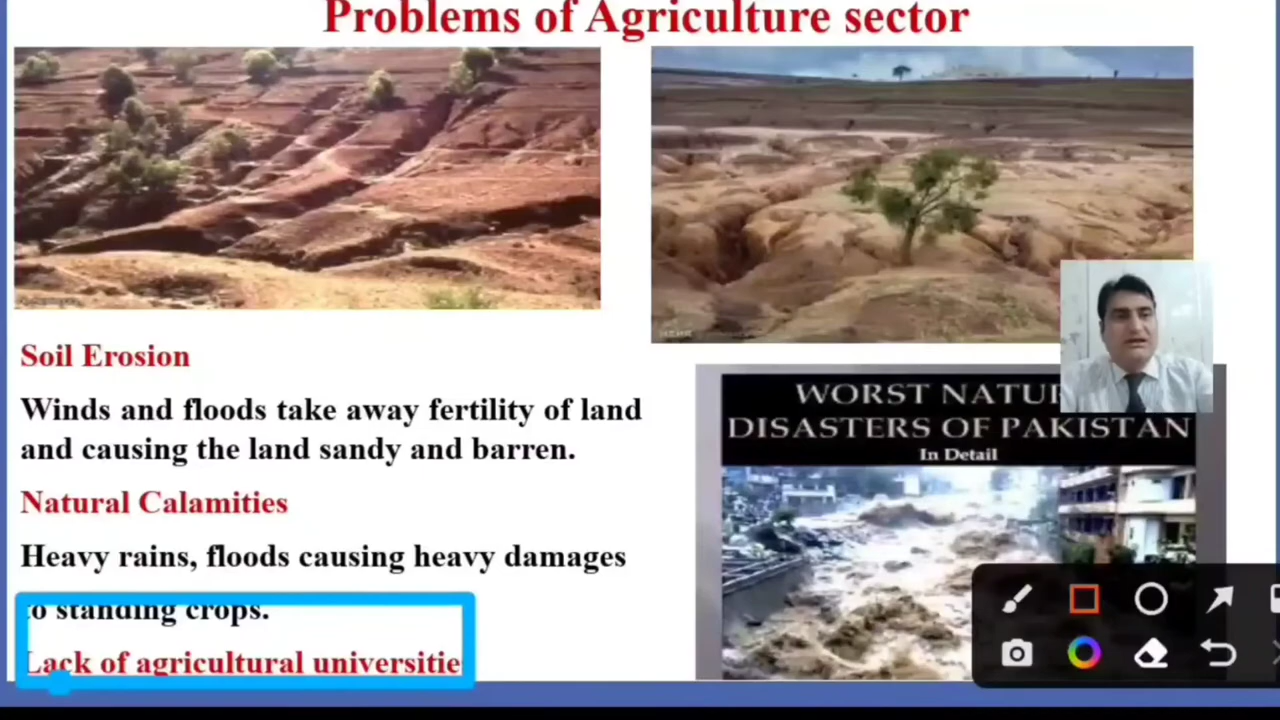 Problems of Agriculture sector
Soil Erosion
Winds and floods take away fertility of land
and causing the land sandy and barren.
Natural Calamities
Heavy rains, floods causing heavy damages
to standing crops.
Lack of agricultural universitie
WORST NATUR
DISASTERS OF PAKISTAN
In Detail